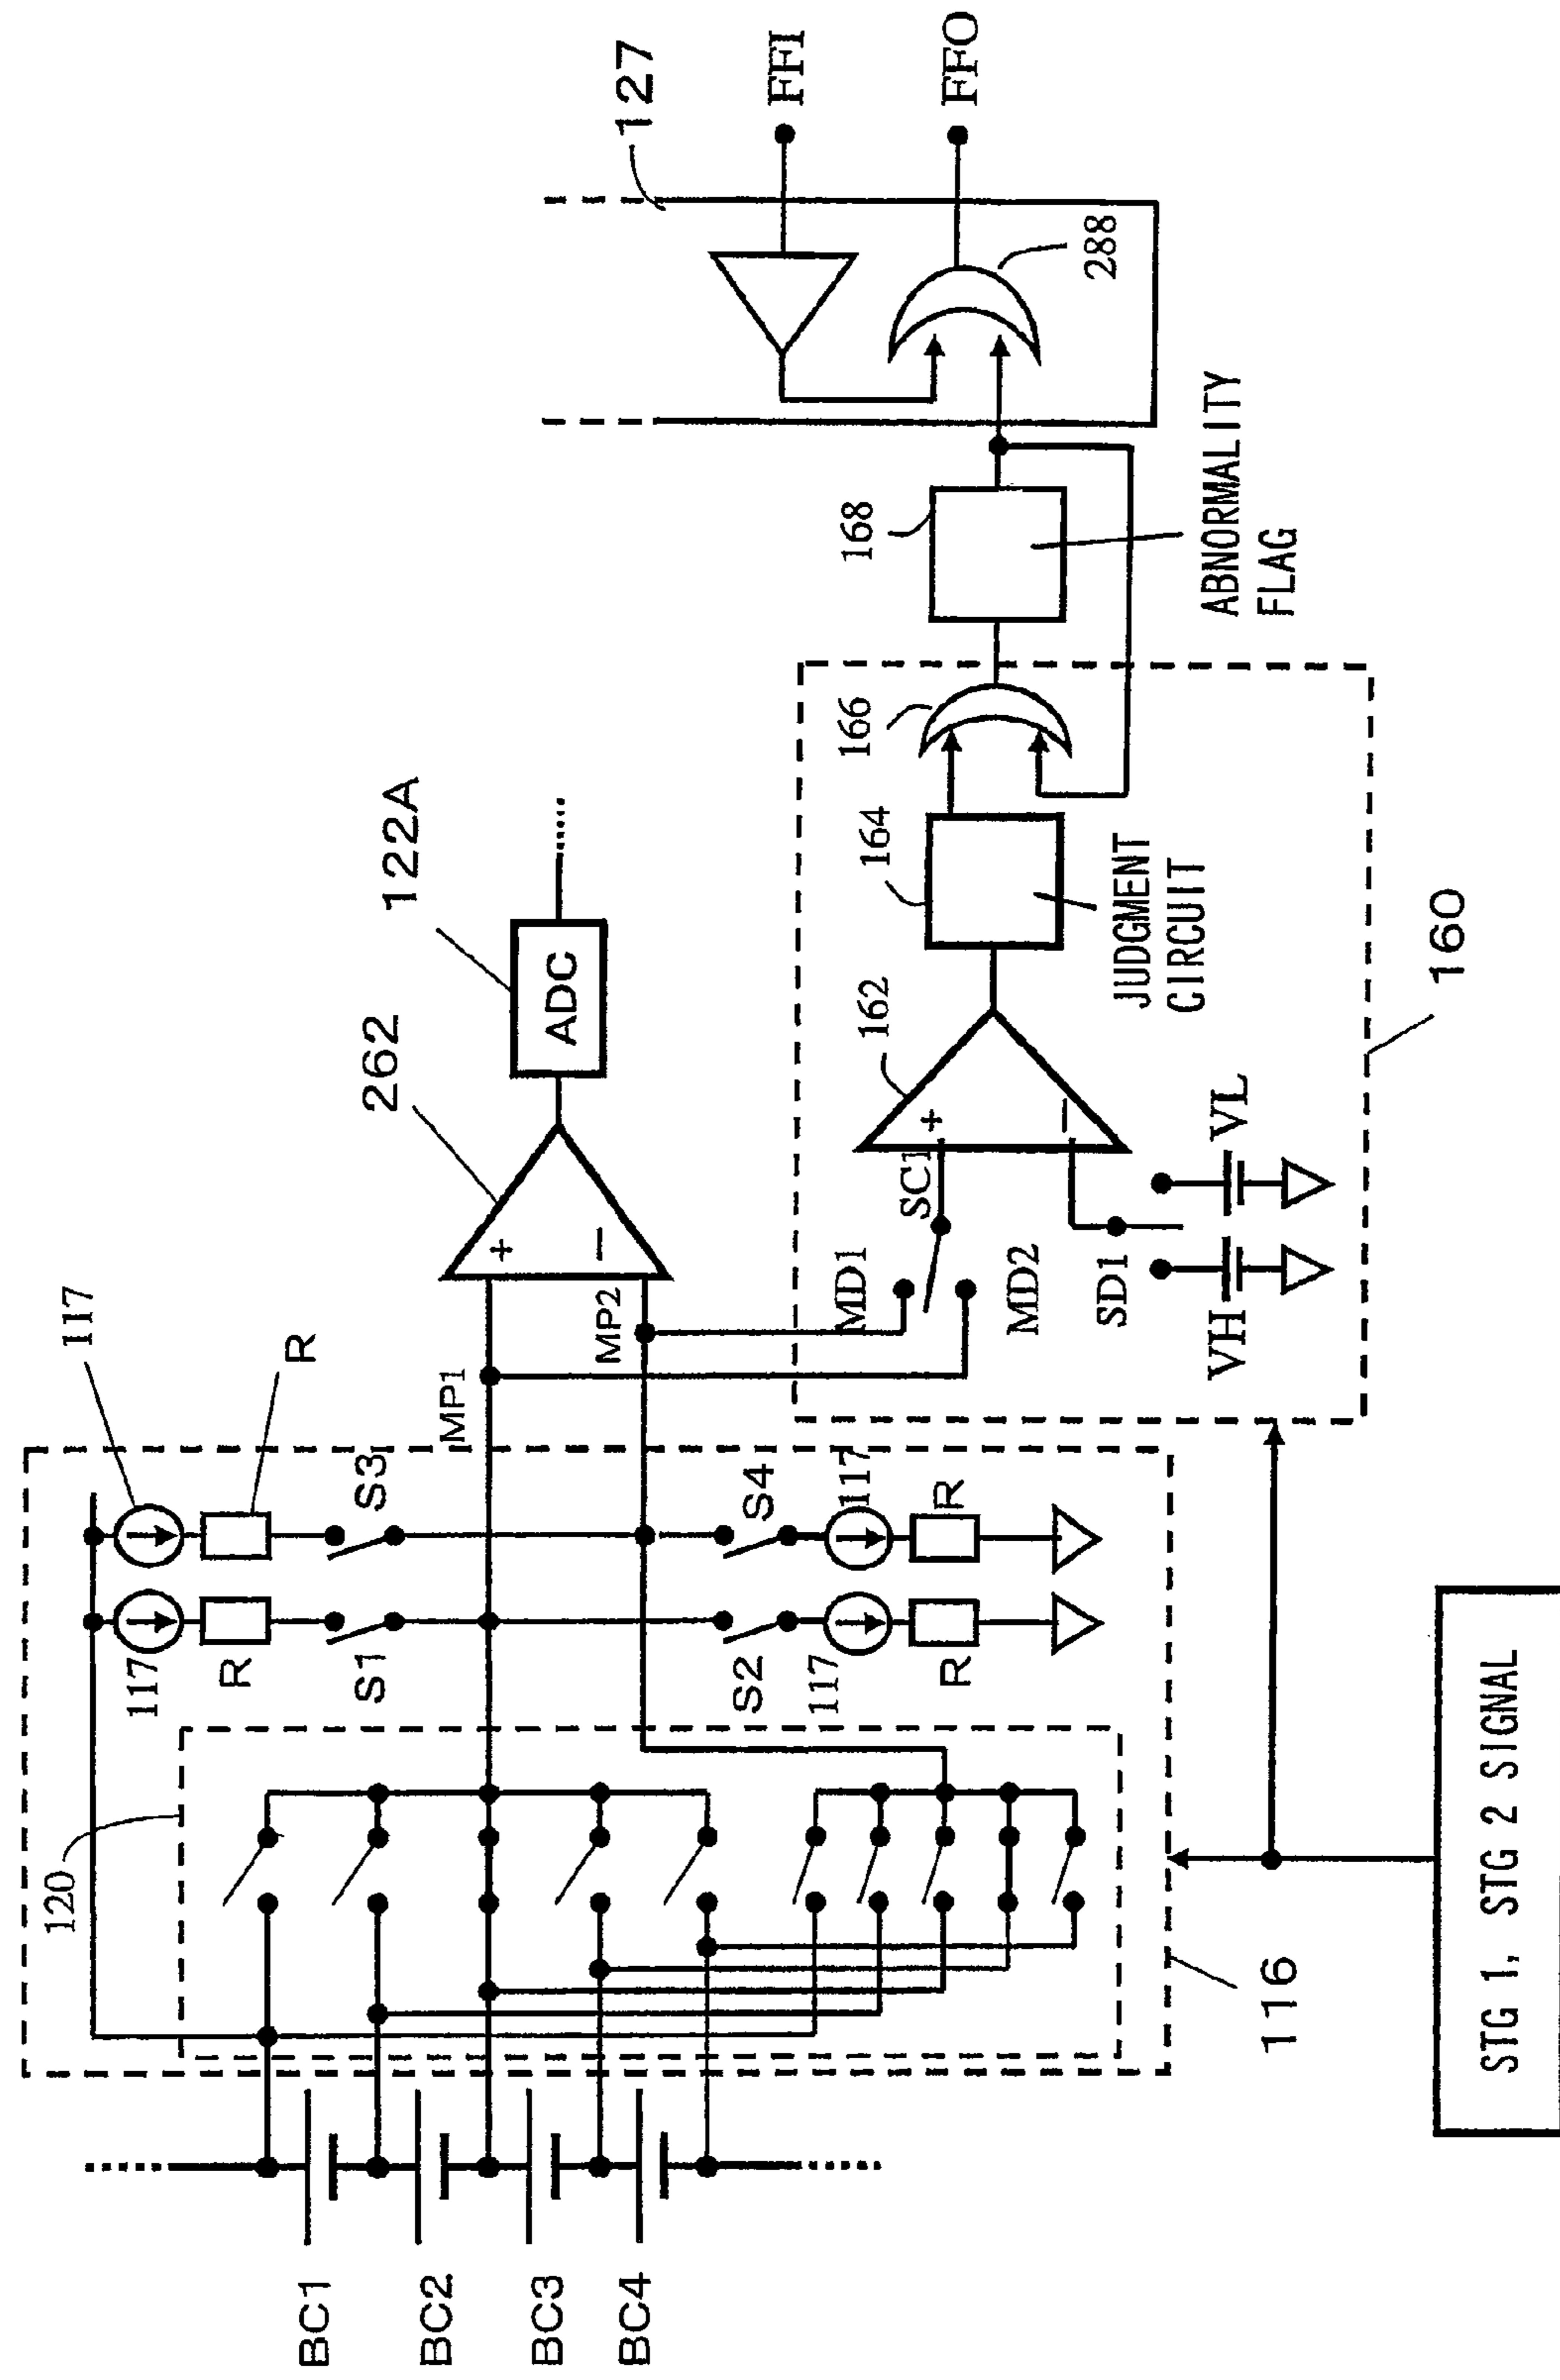 BC1
BC2
BC3
BC4
120
117
R
S1
117
R
S3
S2
117
R
S4
117
R
116
STG 1, STG 2 SIGNAL
MP1
MP2
262
+
−
ADC
122A
MD1
MD2
SC1
SD1
VH
VL
162
+
−
164
JUDGMENT
CIRCUIT
166
160
168
ABNORMALITY
FLAG
127
288
FFI
FFO